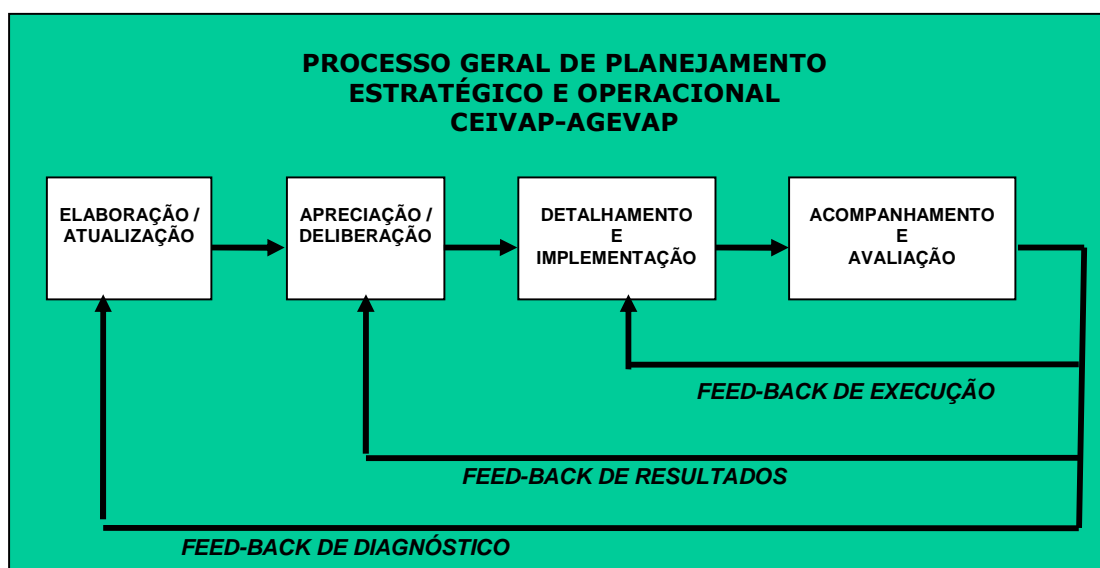 PROCESSO GERAL DE PLANEJAMENTO
ESTRATÉGICO E OPERACIONAL
CEIVAP-AGEVAP
ELABORAÇÃO /
ATUALIZAÇÃO
APRECIAÇÃO /
DELIBERAÇÃO
DETALHAMENTO
E
IMPLEMENTAÇÃO
ACOMPANHAMENTO
E
AVALIAÇÃO
FEED-BACK DE EXECUÇÃO
FEED-BACK DE RESULTADOS
FEED-BACK DE DIAGNÓSTICO